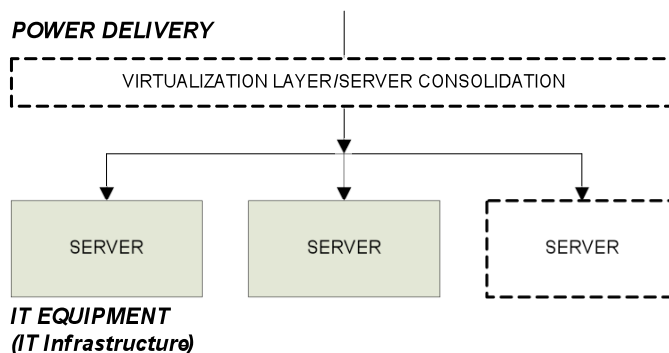 POWER DELIVERY
VIRTUALIZATION LAYER/SERVER CONSOLIDATION
SERVER
SERVER
SERVER
IT EQUIPMENT
(IT Infrastructure)